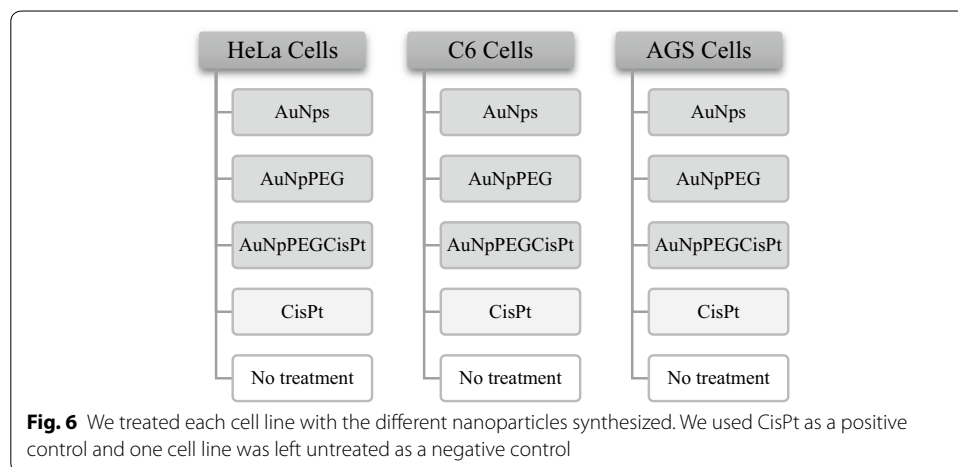 HeLa Cells
AuNps
AuNpPEG
AuNpPEGCisPt
CisPt
No treatment
C6 Cells
AuNps
AuNpPEG
AuNpPEGCisPt
CisPt
No treatment
AGS Cells
AuNps
AuNpPEG
AuNpPEGCisPt
CisPt
No treatment
Fig. 6 We treated each cell line with the different nanoparticles synthesized. We used CisPt as a positive
control and one cell line was left untreated as a negative control